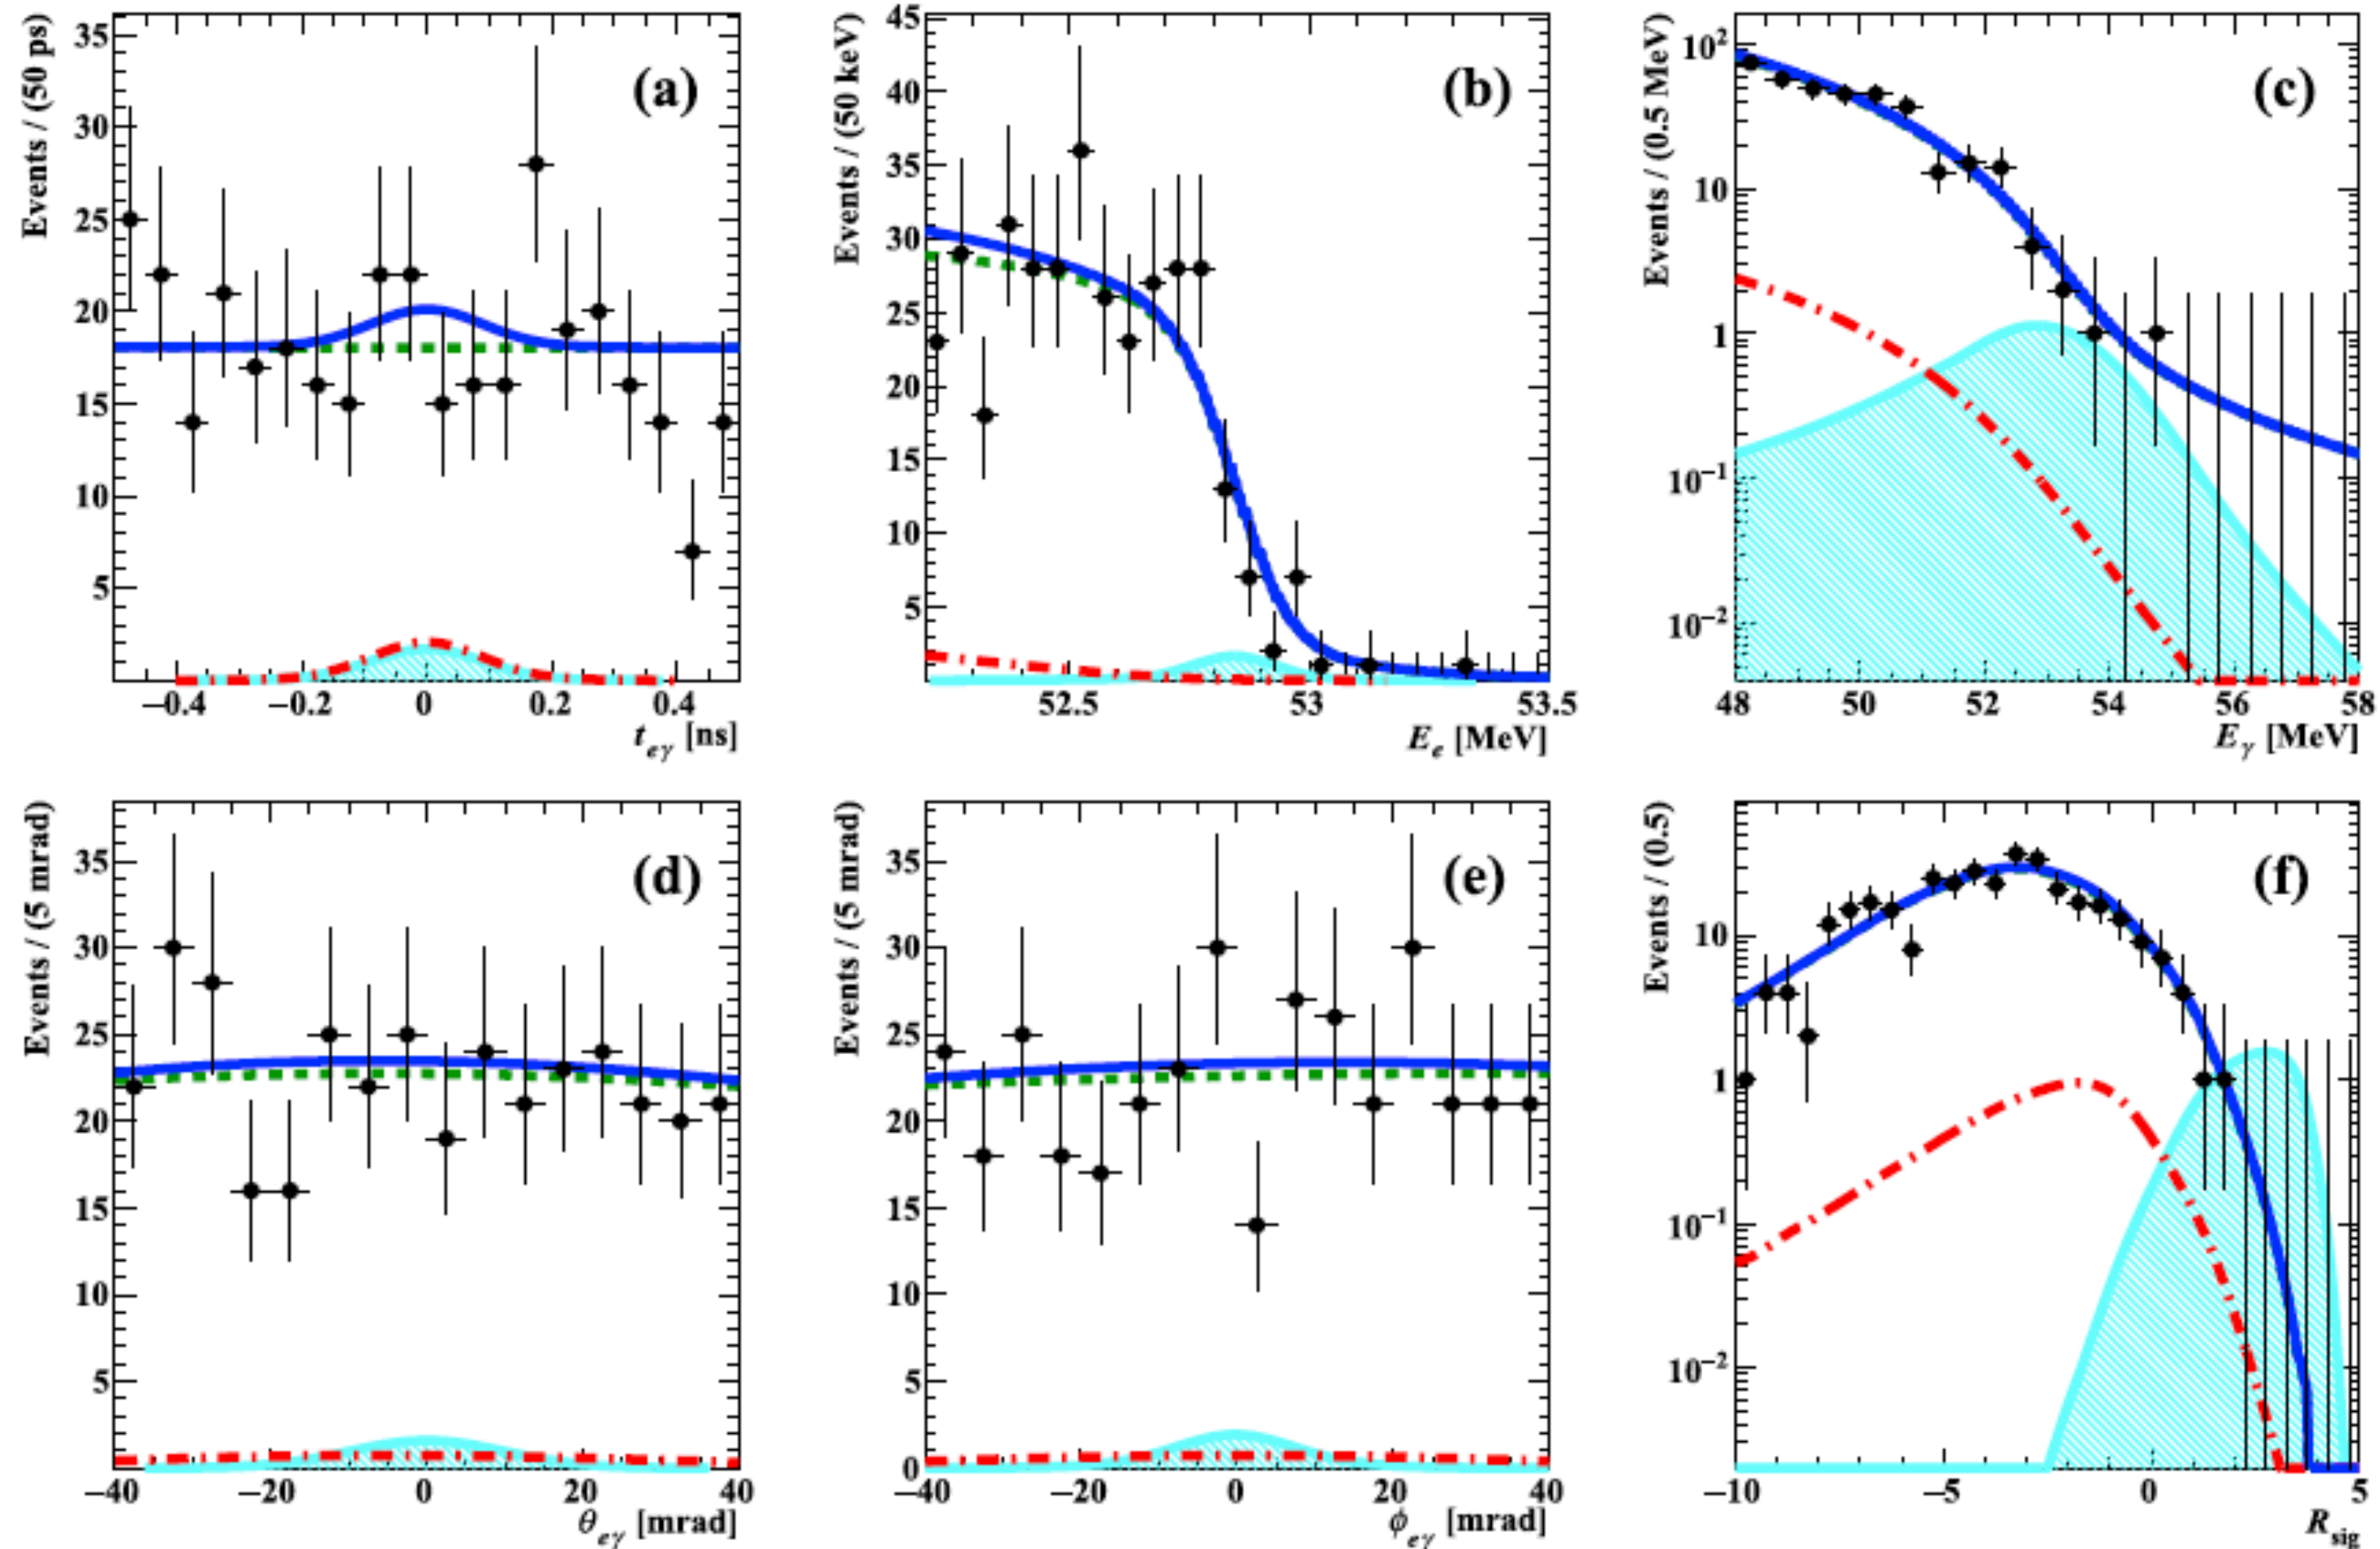 Events / (50 ps)
35
30
25
20
15
10
5
(a)
−0.4 −0.2 0 0.2 0.4
t_eγ [ns]
Events / (50 keV)
45
40
35
30
25
20
15
10
5
(b)
52.5 53 53.5
E_e [MeV]
Events / (0.5 MeV)
10²
10
1
10⁻¹
10⁻²
(c)
48 50 52 54 56 58
E_γ [MeV]
Events / (5 mrad)
35
30
25
20
15
10
5
(d)
−40 −20 0 20 40
θ_eγ [mrad]
Events / (5 mrad)
35
30
25
20
15
10
5
0
(e)
−40 −20 0 20 40
ϕ_eγ [mrad]
Events / (0.5)
10
1
10⁻¹
10⁻²
(f)
−10 −5 0 5
R_sig